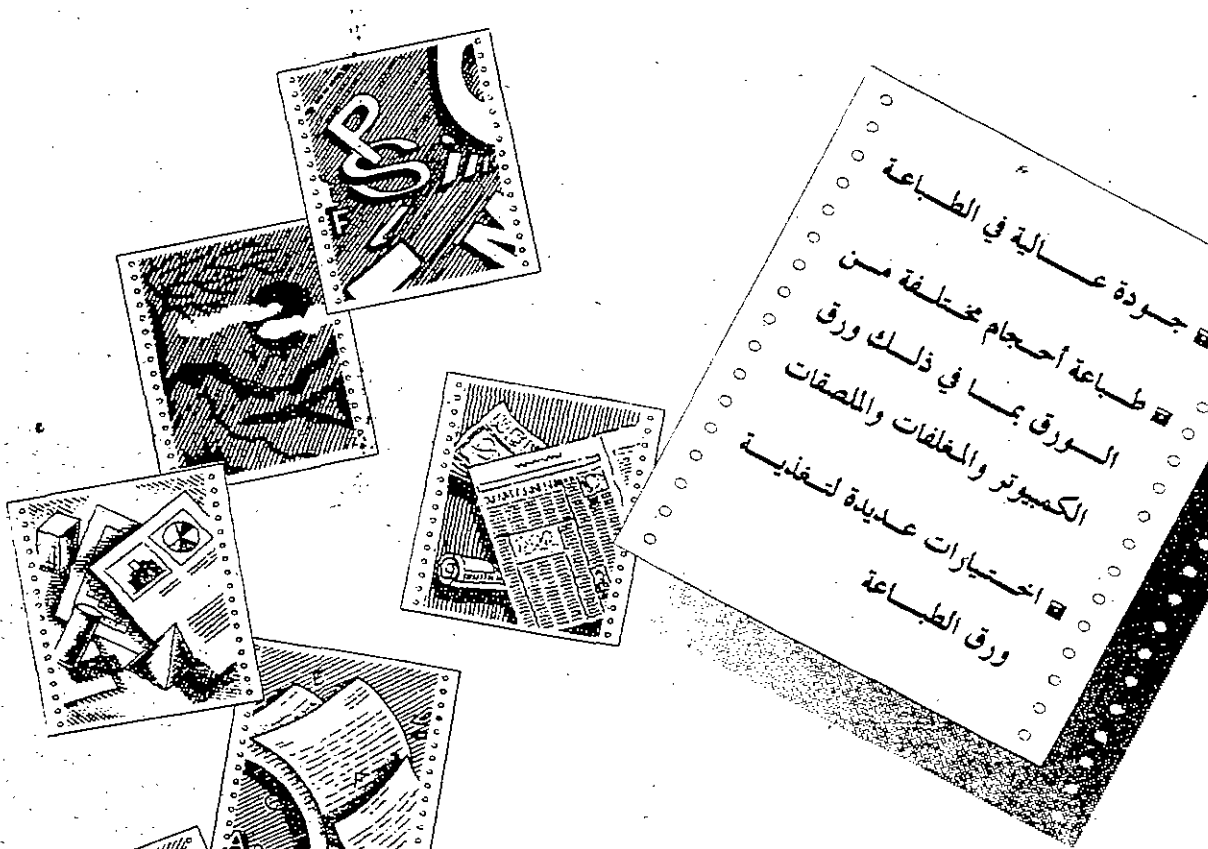 جودة عالية في الطباعة
طباعة أحجام مختلفة من
الورق بما في ذلك ورق
الكمبيوتر والمغلفات والملصقات
اختيارات عديدة لتغذية
ورق الطباعة